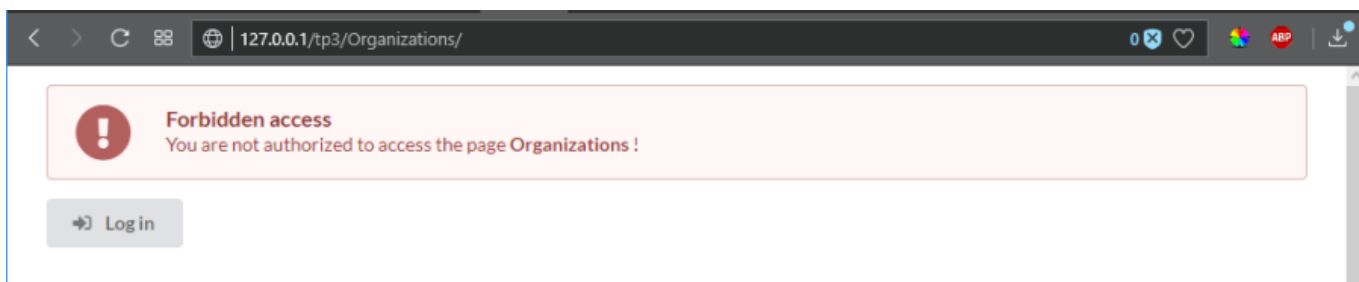 127.0.0.1/tp3/Organizations/
0
ABP
Forbidden access
You are not authorized to access the page Organizations !
Log in